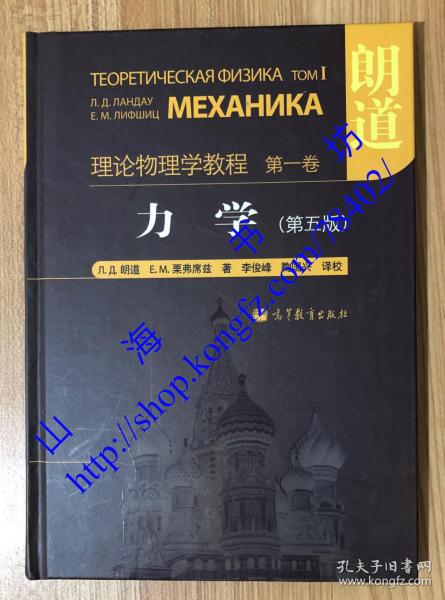 ТЕОРЕТИЧЕСКАЯ ФИЗИКА ТОМ I
Л. Д. ЛАНДАУ
Е. М. ЛИФШИЦ
МЕХАНИКА
朗道
理论物理学教程 第一卷
力学 (第五版)
Л. Д. 朗道 Е. М. 栗弗席兹 著 李俊峰 译校
高等教育出版社
山海书坊
http://shop.kongfz.com/78402/
孔夫子旧书网
www.kongfz.com